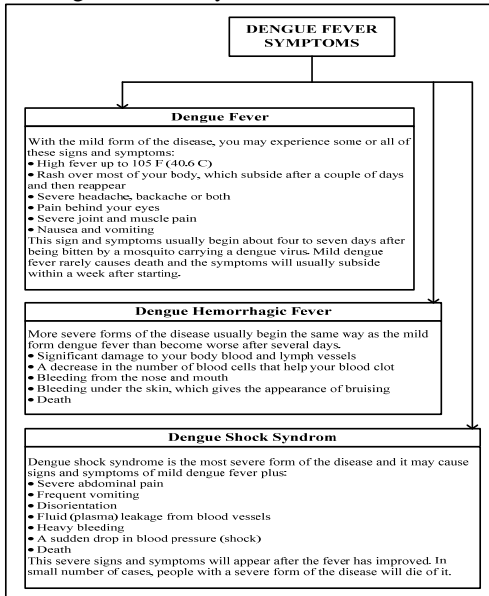 DENGUE FEVER
SYMPTOMS
Dengue Fever
With the mild form of the disease, you may experience some or all of
these signs and symptoms:
• High fever up to 105 F (40.6 C)
• Rash over most of your body, which subside after a couple of days
and then reappear
• Severe headache, backache or both
• Pain behind your eyes
• Severe joint and muscle pain
• Nausea and vomiting
This sign and symptoms usually begin about four to seven days after
being bitten by a mosquito carrying a dengue virus. Mild dengue
fever rarely causes death and the symptoms will usually subside
within a week after starting.
Dengue Hemorrhagic Fever
More severe forms of the disease usually begin the same way as the mild
form dengue fever than become worse after several days.
• Significant damage to your body blood and lymph vessels
• A decrease in the number of blood cells that help your blood clot
• Bleeding from the nose and mouth
• Bleeding under the skin, which gives the appearance of bruising
• Death
Dengue Shock Syndrom
Dengue shock syndrome is the most severe form of the disease and it may cause
signs and symptoms of mild dengue fever plus:
• Severe abdominal pain
• Frequent vomiting
• Disorientation
• Fluid (plasma) leakage from blood vessels
• Heavy bleeding
• A sudden drop in blood pressure (shock)
• Death
This severe signs and symptoms will appear after the fever has improved. In
small number of cases, people with a severe form of the disease will die of it.